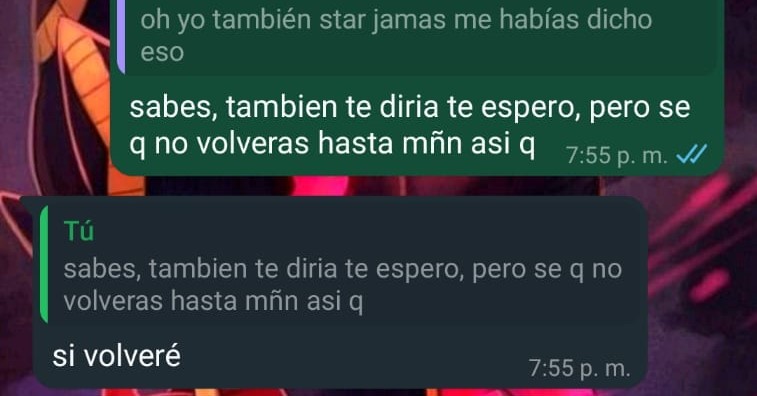 oh yo también star jamas me habías dicho
eso
sabes, tambien te diria te espero, pero se
q no volveras hasta mñn asi q
7:55 p. m.
Tú
sabes, tambien te diria te espero, pero se q no
volveras hasta mñn asi q
si volveré
7:55 p. m.